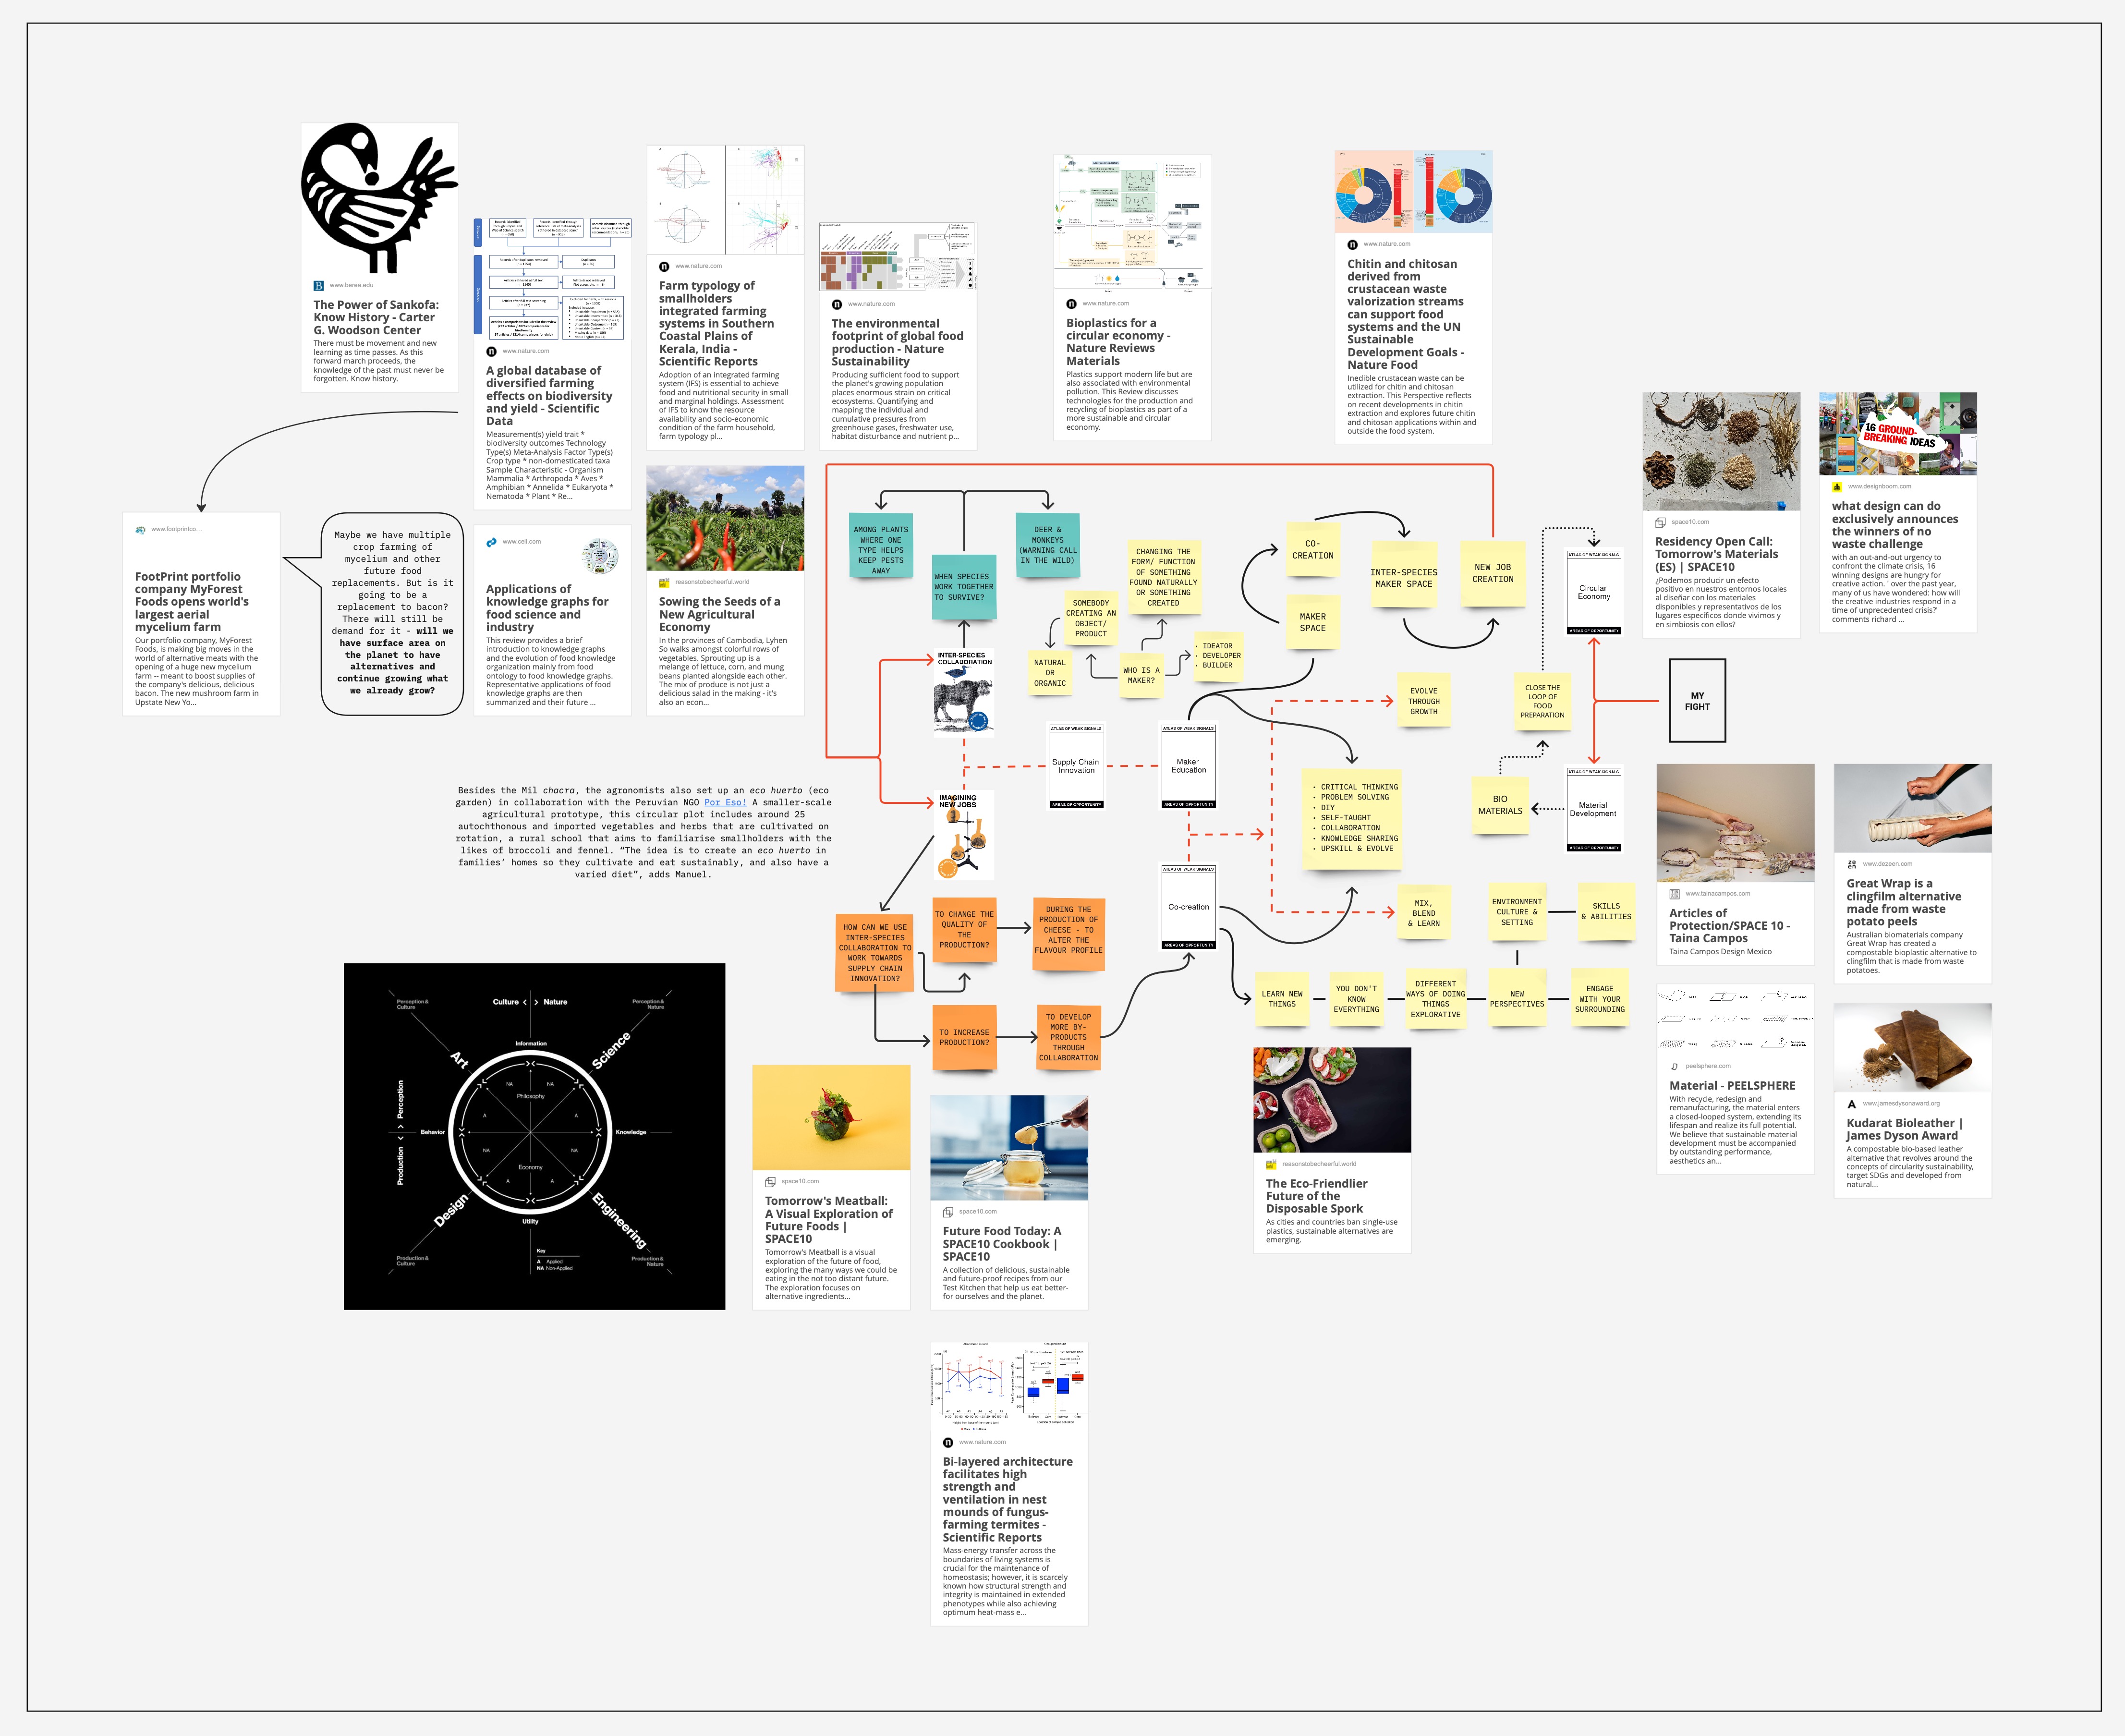 www.berea.edu
The Power of Sankofa:
Know History - Carter
G. Woodson Center
There must be movement and new
learning as time passes. As this
forward march proceeds, the
knowledge of the past must never be
forgotten. Know history.
www.nature.com
A global database of
diversified farming
effects on biodiversity
and yield - Scientific
Data
Measurement(s) yield trait *
biodiversity outcomes Technology
Type(s) Meta-Analysis Factor Type(s)
Crop type * non-domesticated taxa
Sample Characteristic - Organism
Mammalia * Arthropoda * Aves *
Amphibian * Annelida * Eukaryota *
Nematoda * Plant * Re...
www.nature.com
Farm typology of
smallholders
integrated farming
systems in Southern
Coastal Plains of
Kerala, India -
Scientific Reports
Adoption of an integrated farming
system (IFS) is essential to achieve
food and nutritional security in small
and marginal holdings. Assessment
of IFS to know the resource
availability and socio-economic
condition of the farm household,
farm typology pl...
www.nature.com
The environmental
footprint of global food
production - Nature
Sustainability
Producing sufficient food to support
the planet's growing population
places enormous strain on critical
ecosystems. Quantifying and
mapping the individual and
cumulative pressures from
greenhouse gases, freshwater use,
habitat disturbance and nutrient p...
www.nature.com
Bioplastics for a
circular economy -
Nature Reviews
Materials
Plastics support modern life but are
also associated with environmental
pollution. This Review discusses
technologies for the production and
recycling of bioplastics as part of a
more sustainable and circular
economy.
www.nature.com
Chitin and chitosan
derived from
crustacean waste
valorization streams
can support food
systems and the UN
Sustainable
Development Goals -
Nature Food
Inedible crustacean waste can be
utilized for chitin and chitosan
extraction. This Perspective reflects
on recent developments in chitin
extraction and explores future chitin
and chitosan applications within and
outside the food system.
space10.com
Residency Open Call:
Tomorrow's Materials
(ES) | SPACE10
¿Podemos producir un efecto
positivo en nuestros entornos locales
al diseñar con los materiales
disponibles y representativos de los
lugares específicos donde vivimos y
en simbiosis con ellos?
16 GROUND-
BREAKING IDEAS
www.designboom.com
what design can do
exclusively announces
the winners of no
waste challenge
with an out-and-out urgency to
confront the climate crisis, 16
winning designs are hungry for
creative action. ' over the past year,
many of us have wondered: how will
the creative industries respond in a
time of unprecedented crisis?'
comments richard ...
www.footprintco...
FootPrint portfolio
company MyForest
Foods opens world's
largest aerial
mycelium farm
Our portfolio company, MyForest
Foods, is making big moves in the
world of alternative meats with the
opening of a huge new mycelium
farm -- meant to boost supplies of
the company's delicious, delicious
bacon. The new mushroom farm in
Upstate New Yo...
Maybe we have multiple
crop farming of
mycelium and other
future food
replacements. But is it
going to be a
replacement to bacon?
There will still be
demand for it - will we
have surface area on
the planet to have
alternatives and
continue growing what
we already grow?
www.cell.com
Applications of
knowledge graphs for
food science and
industry
This review provides a brief
introduction to knowledge graphs
and the evolution of food knowledge
organization mainly from food
ontology to food knowledge graphs.
Representative applications of food
knowledge graphs are then
summarized and their future ...
reasonstobecheerful.world
Sowing the Seeds of a
New Agricultural
Economy
In the provinces of Cambodia, Lyhen
So walks amongst colorful rows of
vegetables. Sprouting up is a
melange of lettuce, corn, and mung
beans planted alongside each other.
The mix of produce is not just a
delicious salad in the making - it's
also an econ...
AMONG PLANTS
WHERE ONE
TYPE HELPS
KEEP PESTS
AWAY
WHEN SPECIES
WORK TOGETHER
TO SURVIVE?
DEER &
MONKEYS
(WARNING CALL
IN THE WILD)
CHANGING THE
FORM/ FUNCTION
OF SOMETHING
FOUND NATURALLY
OR SOMETHING
CREATED
SOMEBODY
CREATING AN
OBJECT/
PRODUCT
NATURAL
OR
ORGANIC
WHO IS A
MAKER?
• IDEATOR
• DEVELOPER
• BUILDER
CO-
CREATION
MAKER
SPACE
INTER-SPECIES
MAKER SPACE
NEW JOB
CREATION
ATLAS OF WEAK SIGNALS
Circular
Economy
AREAS OF OPPORTUNITY
INTER-SPECIES
COLLABORATION
EVOLVE
THROUGH
GROWTH
CLOSE THE
LOOP OF
FOOD
PREPARATION
MY
FIGHT
ATLAS OF WEAK SIGNALS
Supply Chain
Innovation
AREAS OF OPPORTUNITY
ATLAS OF WEAK SIGNALS
Maker
Education
AREAS OF OPPORTUNITY
• CRITICAL THINKING
• PROBLEM SOLVING
• DIY
• SELF-TAUGHT
• COLLABORATION
• KNOWLEDGE SHARING
• UPSKILL & EVOLVE
BIO
MATERIALS
ATLAS OF WEAK SIGNALS
Material
Development
AREAS OF OPPORTUNITY
Besides the Mil chacra, the agronomists also set up an eco huerto (eco
garden) in collaboration with the Peruvian NGO Por Eso! A smaller-scale
agricultural prototype, this circular plot includes around 25
autochthonous and imported vegetables and herbs that are cultivated on
rotation, a rural school that aims to familiarise smallholders with the
likes of broccoli and fennel. “The idea is to create an eco huerto in
families’ homes so they cultivate and eat sustainably, and also have a
varied diet”, adds Manuel.
IMAGINING
NEW JOBS
ATLAS OF WEAK SIGNALS
Co-creation
AREAS OF OPPORTUNITY
HOW CAN WE USE
INTER-SPECIES
COLLABORATION TO
WORK TOWARDS
SUPPLY CHAIN
INNOVATION?
TO CHANGE THE
QUALITY OF
THE
PRODUCTION?
DURING THE
PRODUCTION OF
CHEESE - TO
ALTER THE
FLAVOUR PROFILE
TO INCREASE
PRODUCTION?
TO DEVELOP
MORE BY-
PRODUCTS
THROUGH
COLLABORATION
MIX,
BLEND
& LEARN
ENVIRONMENT
CULTURE &
SETTING
SKILLS
& ABILITIES
LEARN NEW
THINGS
YOU DON'T
KNOW
EVERYTHING
DIFFERENT
WAYS OF DOING
THINGS
EXPLORATIVE
NEW
PERSPECTIVES
ENGAGE
WITH YOUR
SURROUNDING
www.tainacampos.com
Articles of
Protection/SPACE 10 -
Taina Campos
Taina Campos Design Mexico
www.dezeen.com
Great Wrap is a
clingfilm alternative
made from waste
potato peels
Australian biomaterials company
Great Wrap has created a
compostable bioplastic alternative to
clingfilm that is made from waste
potatoes.
peelsphere.com
Material - PEELSPHERE
With recycle, redesign and
remanufacturing, the material enters
a closed-looped system, extending its
lifespan and realize its full potential.
We believe that sustainable material
development must be accompanied
by outstanding performance,
aesthetics an...
www.jamesdysonaward.org
Kudarat Bioleather |
James Dyson Award
A compostable bio-based leather
alternative that revolves around the
concepts of circularity sustainability,
target SDGs and developed from
natural...
Perception &
Culture
Culture < > Nature
Perception &
Nature
Information
Art
Science
NA
NA
Philosophy
A
A
Production < > Perception
Behavior
Knowledge
NA
NA
Economy
A
A
Design
Engineering
Utility
Production &
Culture
Key
A Applied
NA Non-Applied
Production &
Nature
space10.com
Tomorrow's Meatball:
A Visual Exploration of
Future Foods |
SPACE10
Tomorrow's Meatball is a visual
exploration of the future of food,
exploring the many ways we could be
eating in the not too distant future.
The exploration focuses on
alternative ingredients...
space10.com
Future Food Today: A
SPACE10 Cookbook |
SPACE10
A collection of delicious, sustainable
and future-proof recipes from our
Test Kitchen that help us eat better-
for ourselves and the planet.
reasonstobecheerful.world
The Eco-Friendlier
Future of the
Disposable Spork
As cities and countries ban single-use
plastics, sustainable alternatives are
emerging.
www.nature.com
Bi-layered architecture
facilitates high
strength and
ventilation in nest
mounds of fungus-
farming termites -
Scientific Reports
Mass-energy transfer across the
boundaries of living systems is
crucial for the maintenance of
homeostasis; however, it is scarcely
known how structural strength and
integrity is maintained in extended
phenotypes while also achieving
optimum heat-mass e...